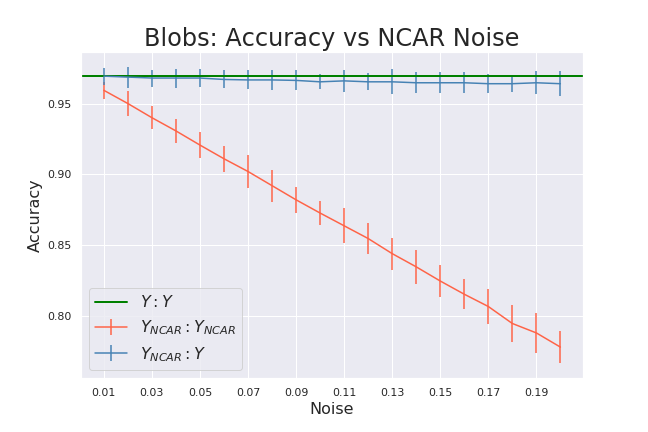 Blobs: Accuracy vs NCAR Noise
Accuracy
0.95
0.90
0.85
0.80
Y : Y
Y_NCAR : Y_NCAR
Y_NCAR : Y
0.01 0.03 0.05 0.07 0.09 0.11 0.13 0.15 0.17 0.19
Noise